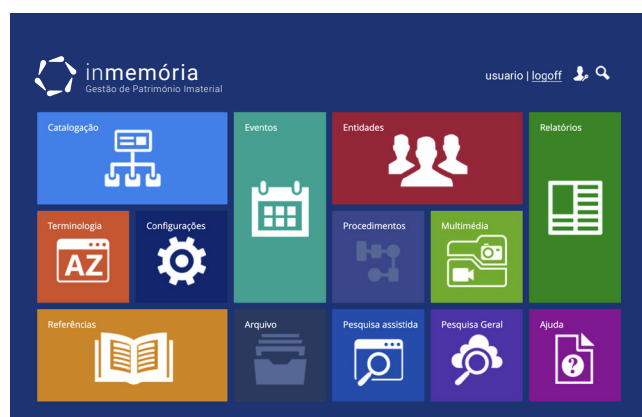 inmemória
Gestão de Património Imaterial
usuario | logoff
Catalogação
Eventos
Entidades
Relatórios
Terminologia
Configurações
Procedimentos
Multimédia
AZ
Referências
Arquivo
Pesquisa assistida
Pesquisa Geral
Ajuda
?